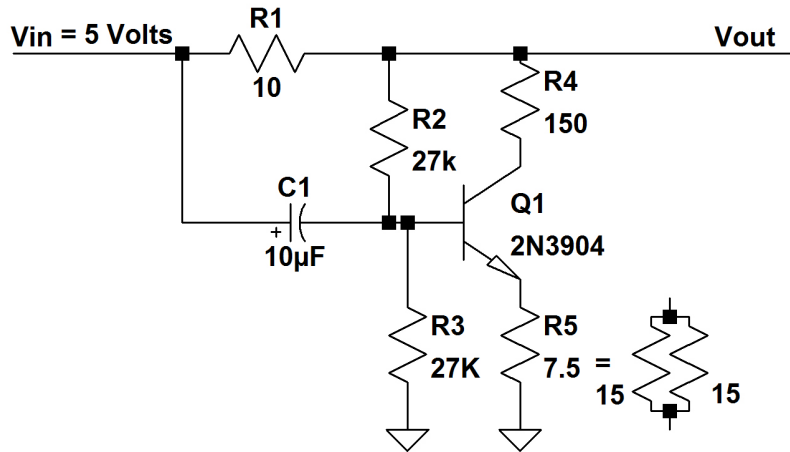 Vin = 5 Volts
R1
10
Vout
R2
27k
R4
150
C1
+
10µF
Q1
2N3904
R3
27K
R5
7.5 =
15
15